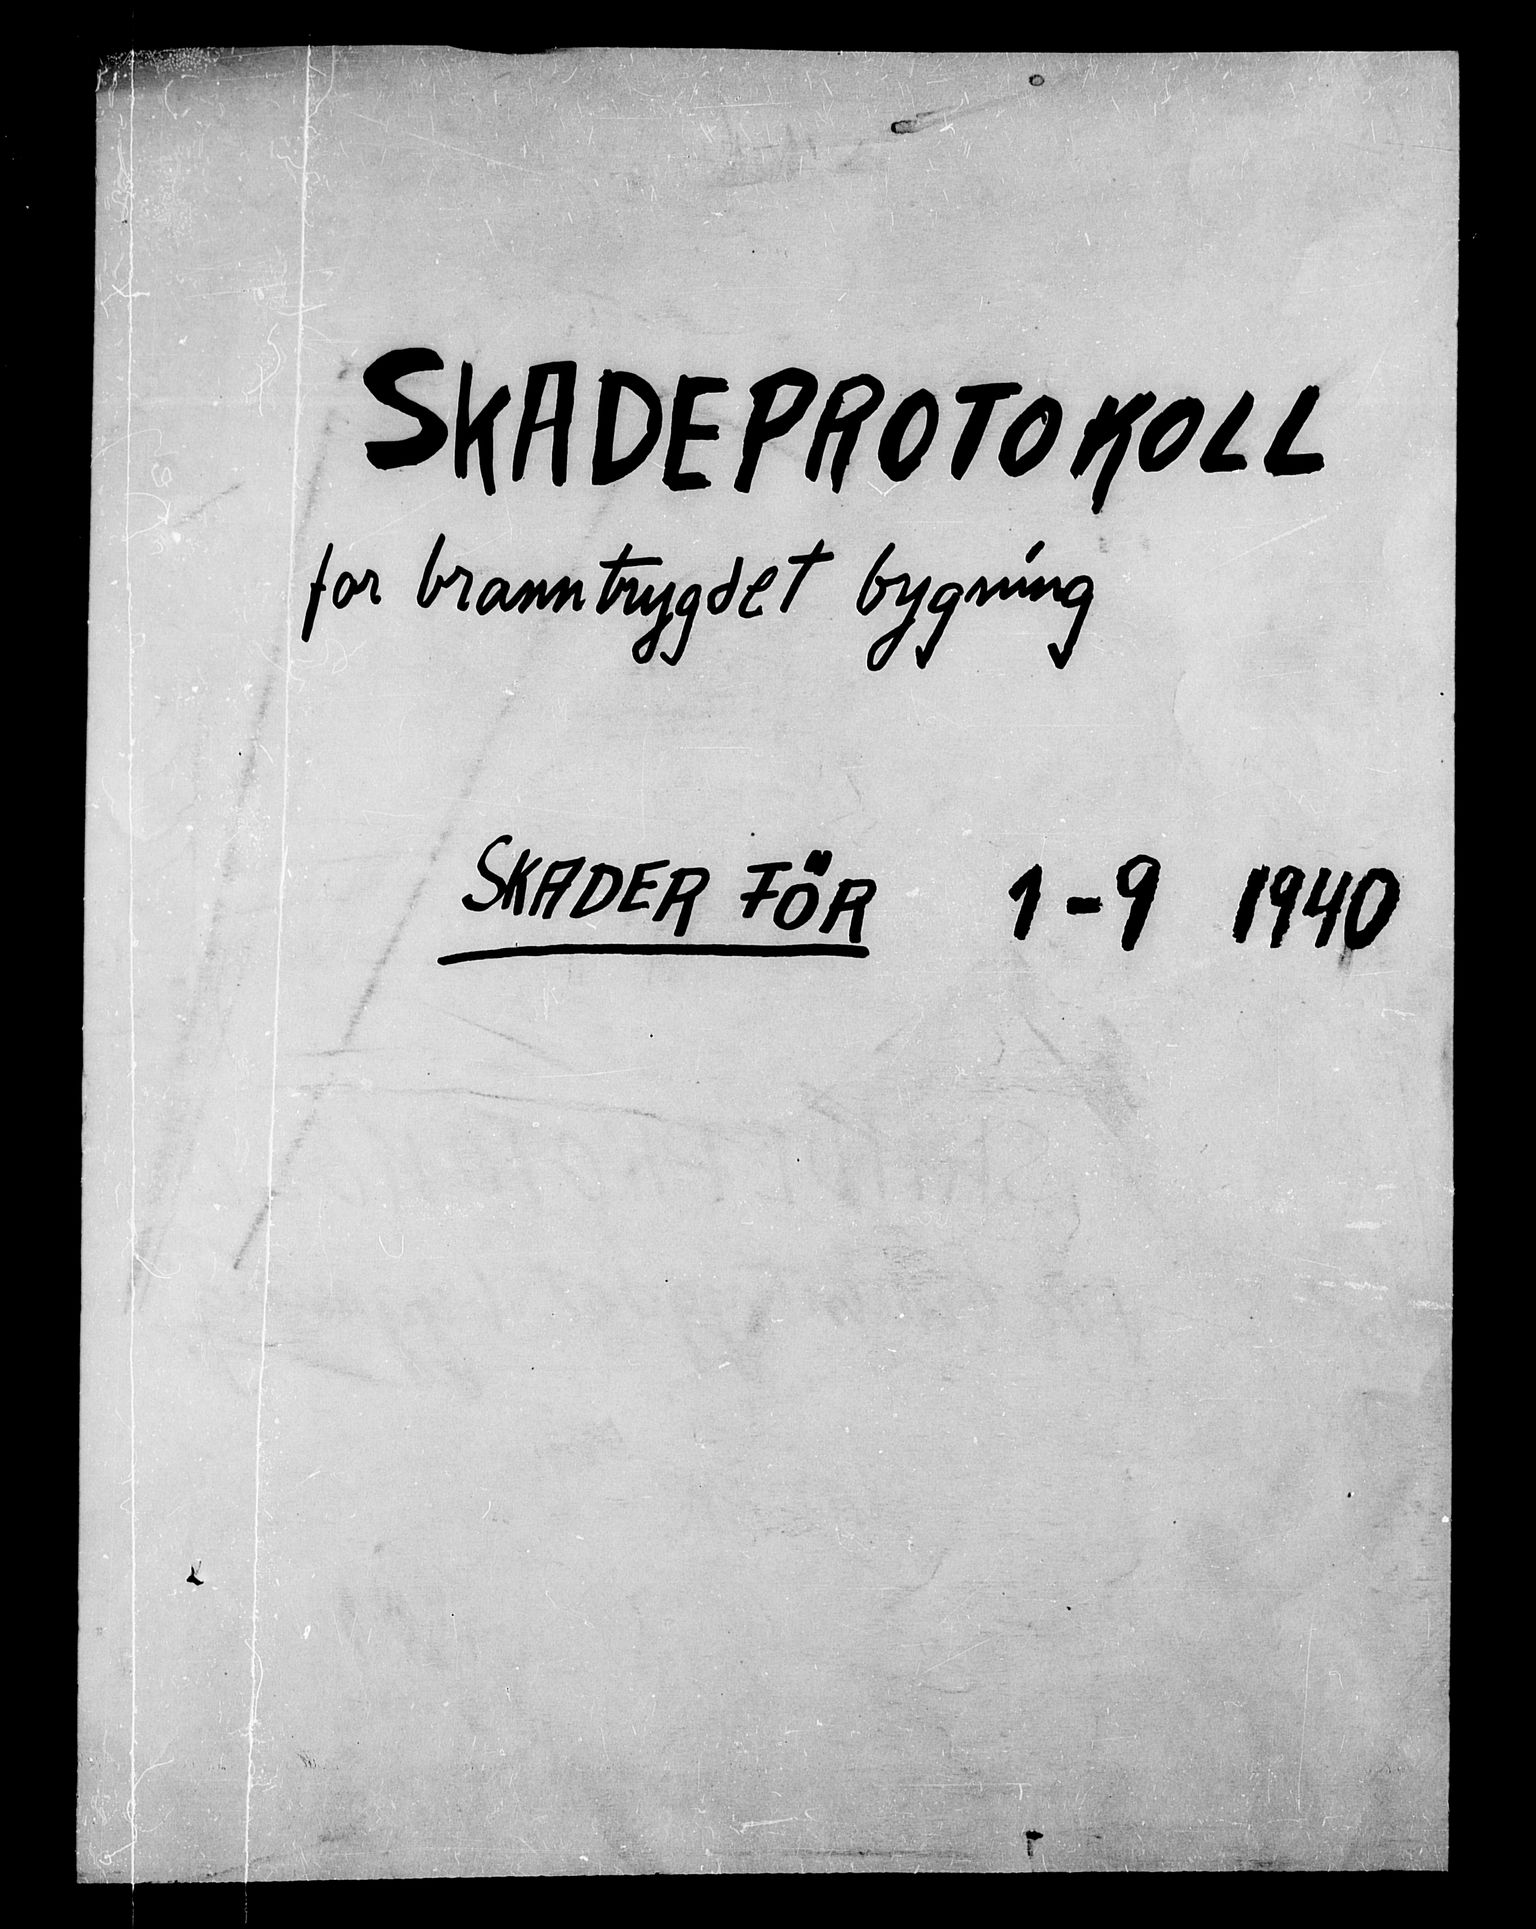 SKADEPROTOKOLL
for branntrygdet bygning
SKADER FÖR 1-9 1940